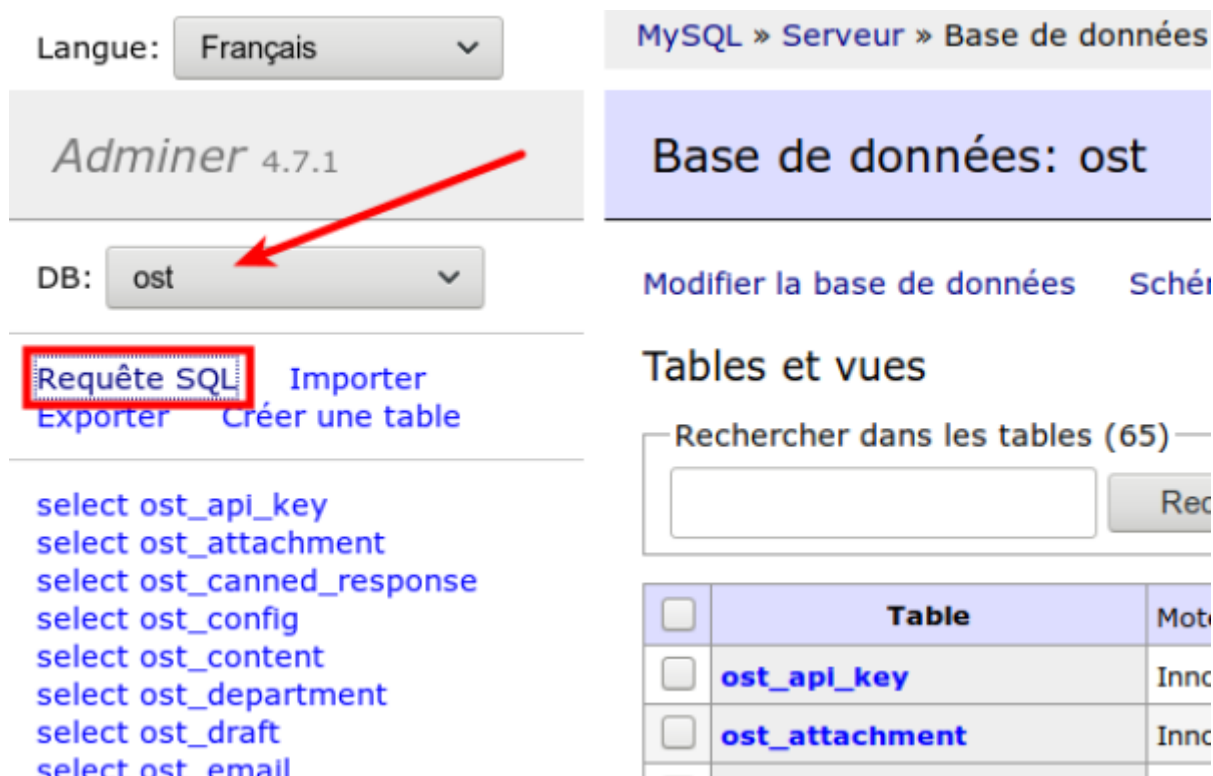 Langue: Français
Adminer 4.7.1
DB: ost
Requête SQL Importer
Exporter Créer une table
select ost_api_key
select ost_attachment
select ost_canned_response
select ost_config
select ost_content
select ost_department
select ost_draft
select ost_email
MySQL » Serveur » Base de données
Base de données: ost
Modifier la base de données
Tables et vues
Rechercher dans les tables (65)
Table
ost_api_key
ost_attachment